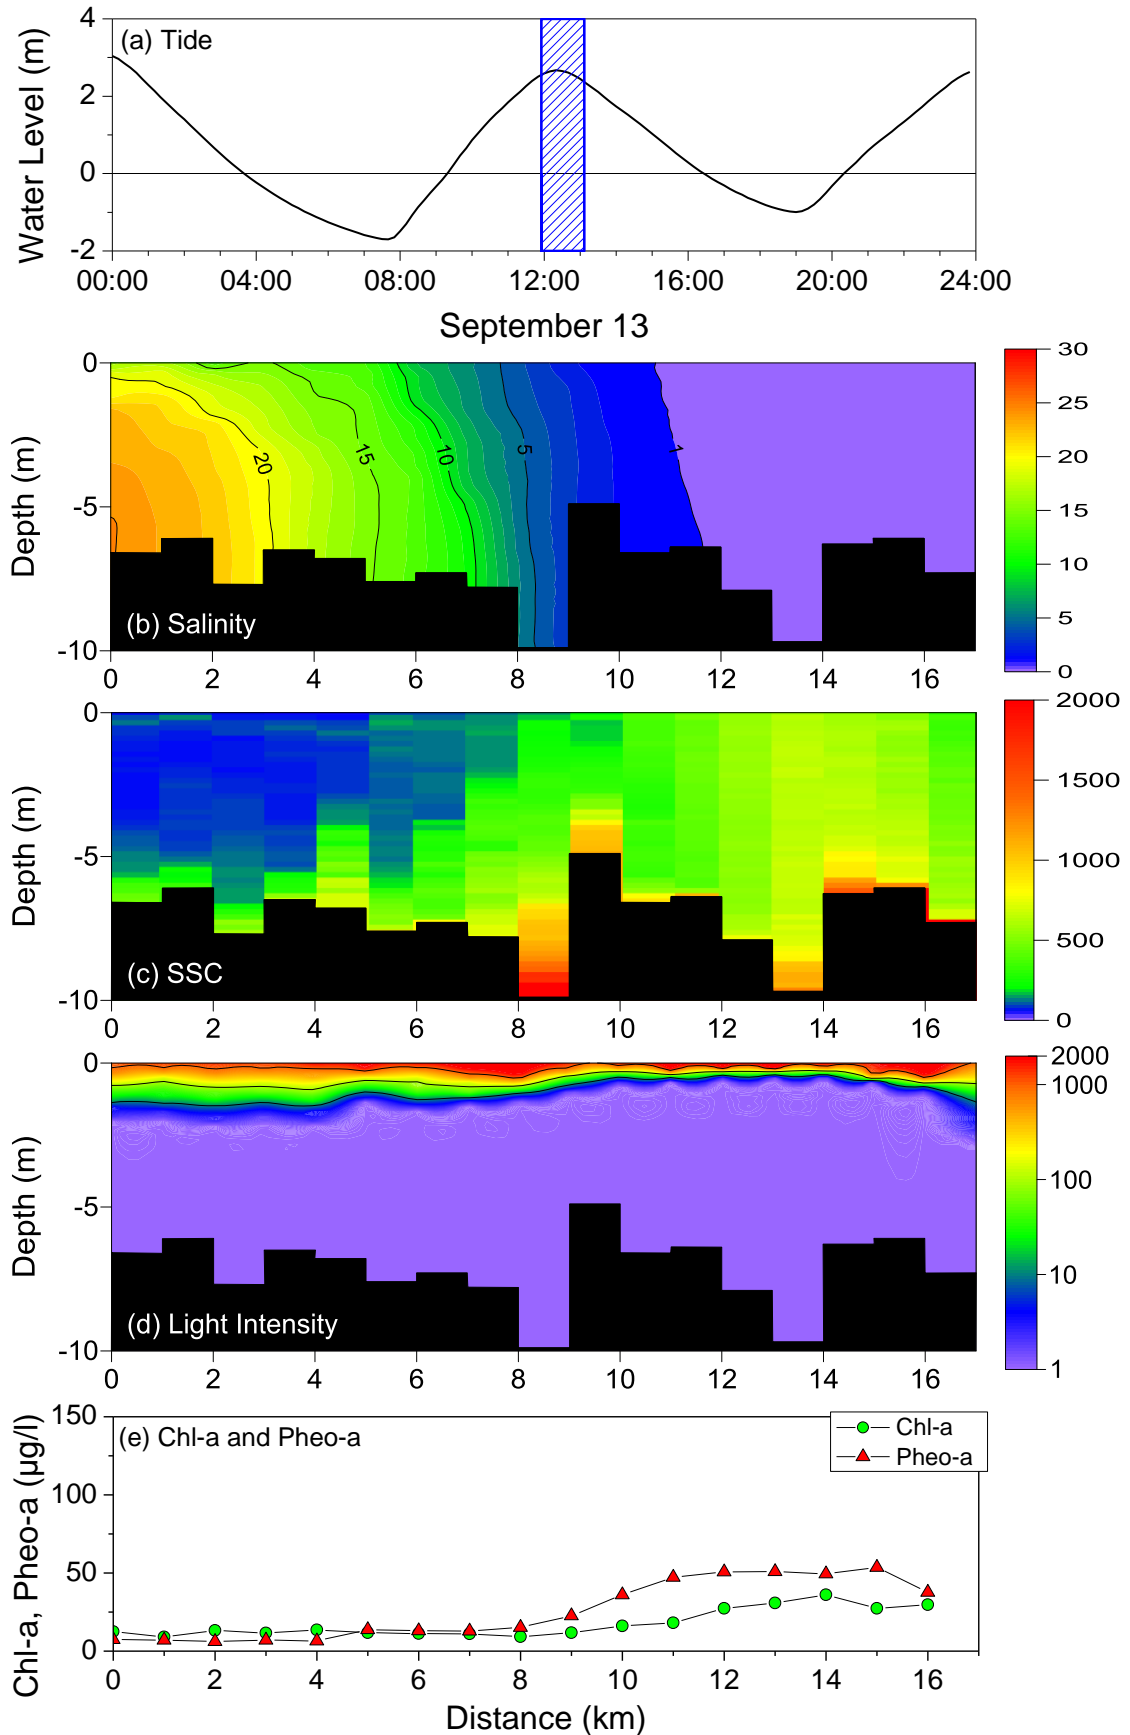 (a) Tide
Water Level (m)
4
2
0
-2
00:00 04:00 08:00 12:00 16:00 20:00 24:00
September 13
Depth (m)
0
-5
-10
20 15 10 5 1
(b) Salinity
0 2 4 6 8 10 12 14 16
30
25
20
15
10
5
0
Depth (m)
0
-5
-10
(c) SSC
0 2 4 6 8 10 12 14 16
2000
1500
1000
500
0
Depth (m)
0
-5
-10
(d) Light Intensity
0 2 4 6 8 10 12 14 16
2000
1000
100
10
1
Chl-a, Pheo-a (µg/l)
150
100
50
0
(e) Chl-a and Pheo-a
Chl-a
Pheo-a
0 2 4 6 8 10 12 14 16
Distance (km)